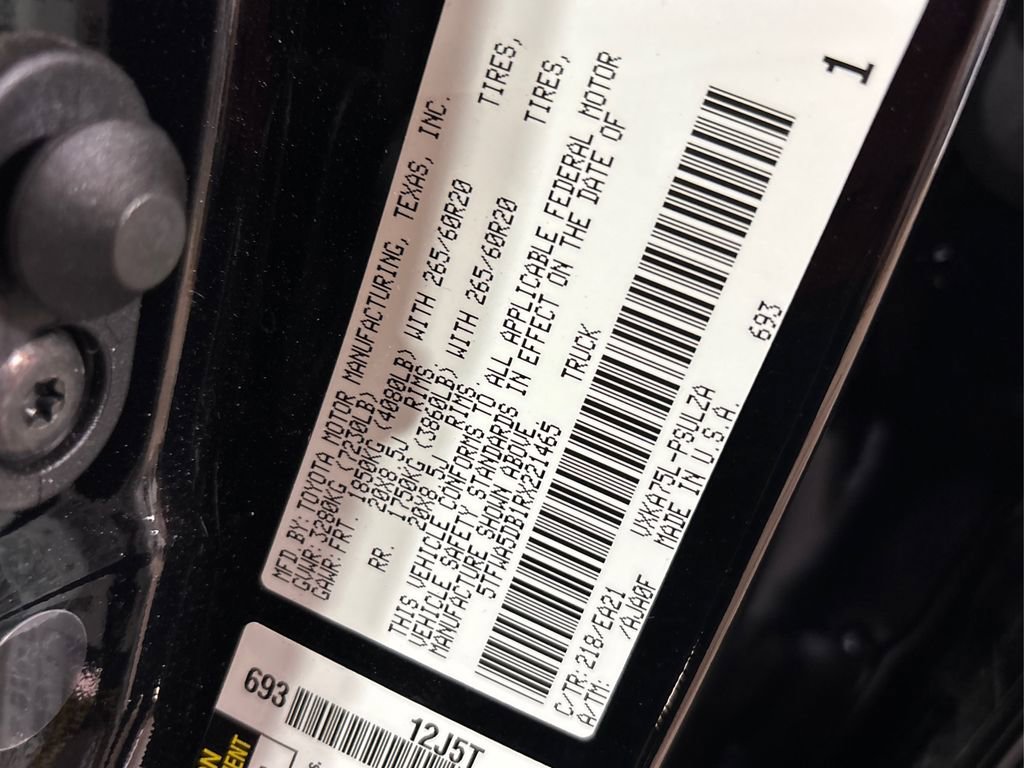 MFD BY: TOYOTA MOTOR MANUFACTURING, TEXAS, INC.
GVWR: 3280KG (7230LB)
GAWR: FRT. 1850KG (4080LB) WITH 265/60R20 TIRES,
20X8.5J RIMS,
RR. 1750KG (3860LB) WITH 265/60R20 TIRES,
20X8.5J RIMS
THIS VEHICLE CONFORMS TO ALL APPLICABLE FEDERAL MOTOR
VEHICLE SAFETY STANDARDS IN EFFECT ON THE DATE OF
MANUFACTURE SHOWN ABOVE.
5TFWA5DB1RX221465 TRUCK
C/TR: 218/EA21 VXKA75L-PSULZA 693
A/TM: /AJA0F MADE IN U.S.A.
1
693
12J5T